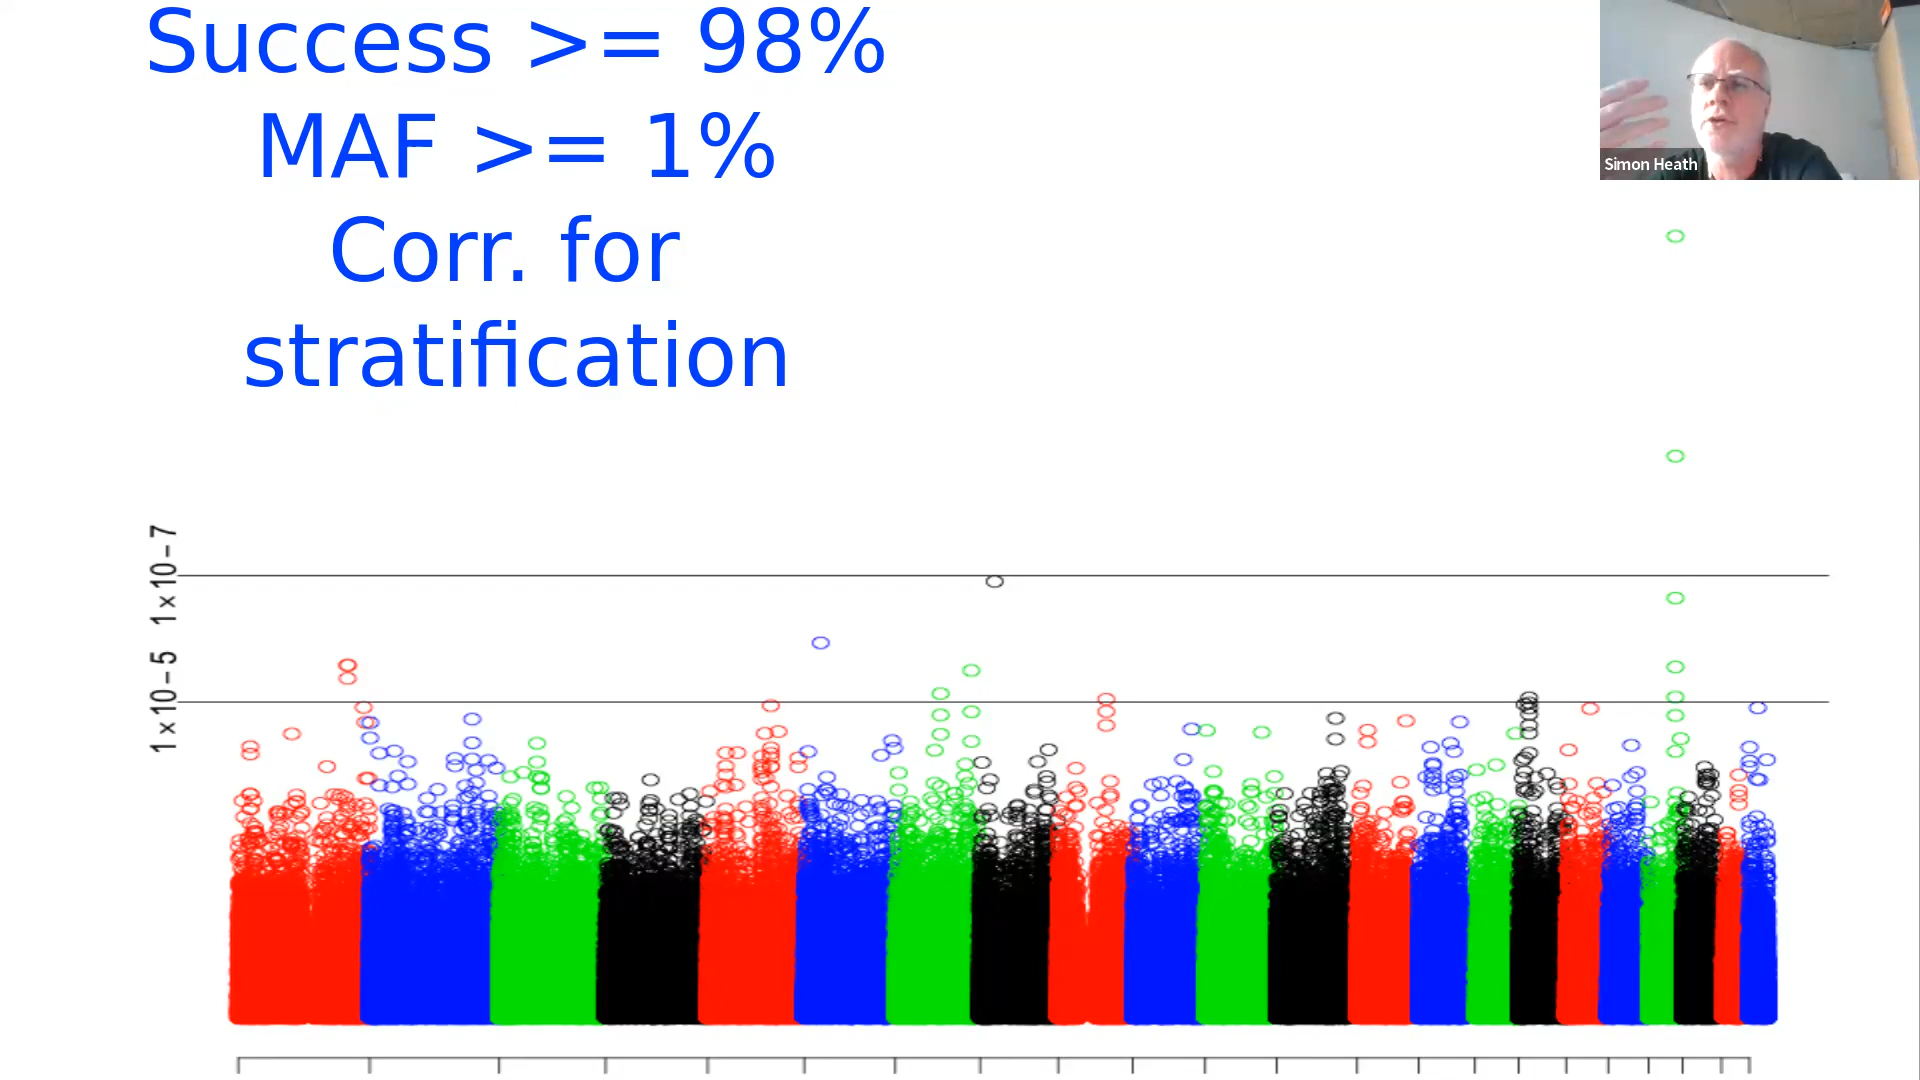 Success >= 98%
MAF >= 1%
Corr. for
stratification
Simon Heath
1×10−7
1×10−5